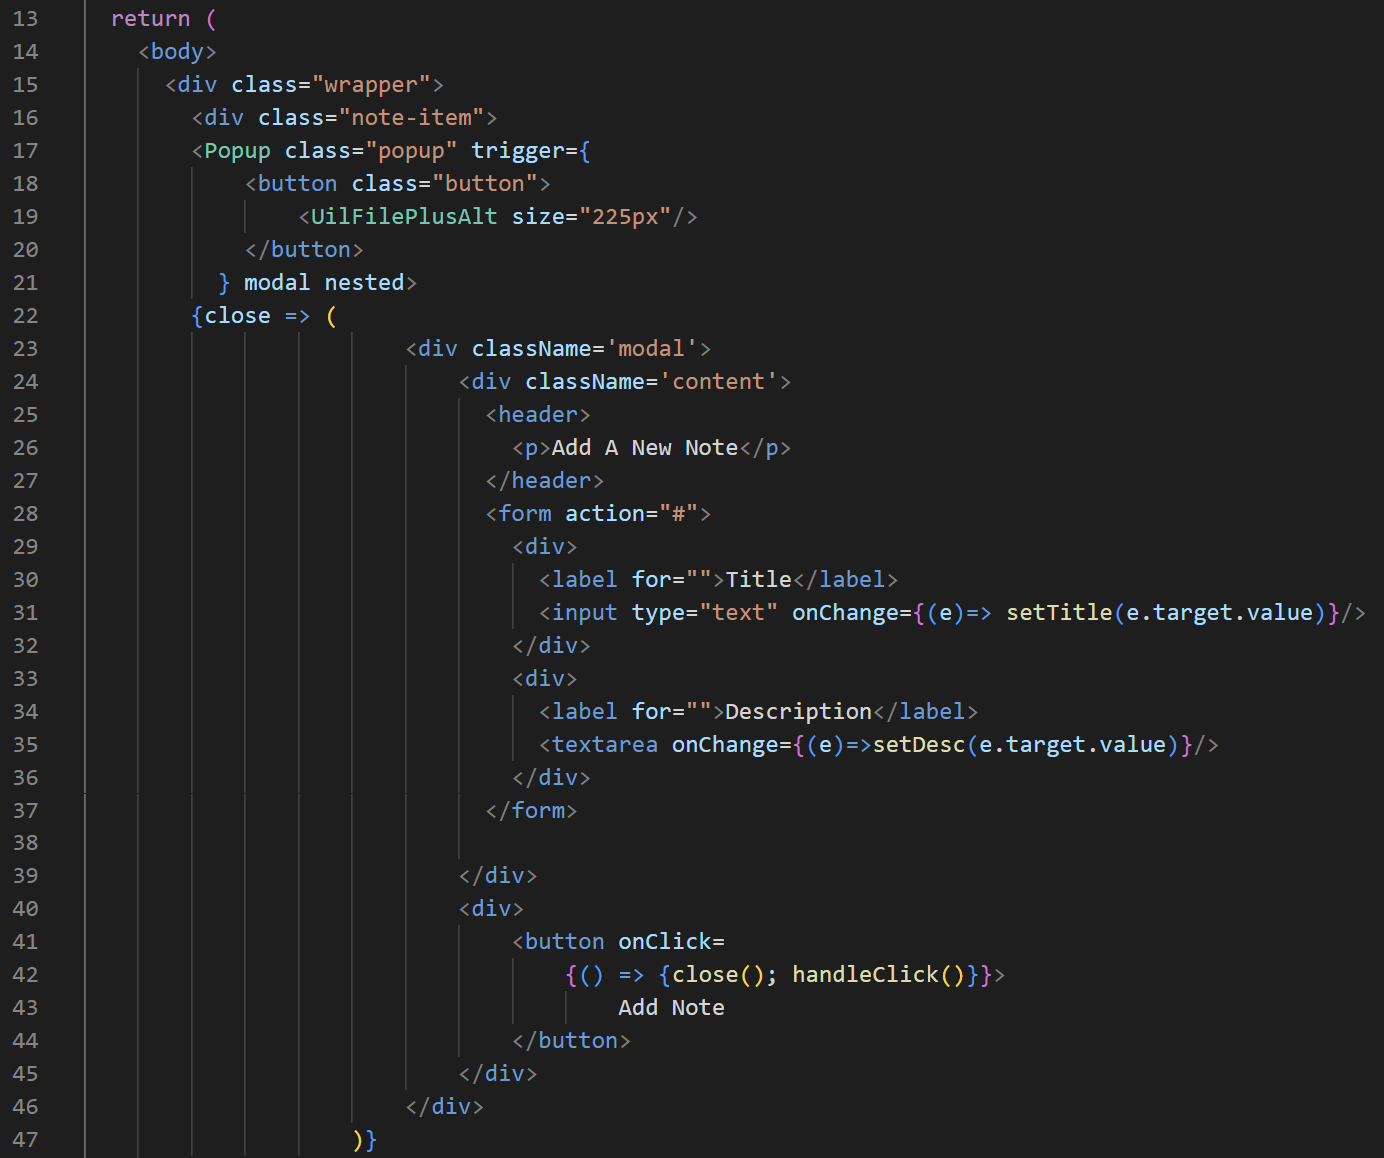 13 return (
14 <body>
15 <div class="wrapper">
16 <div class="note-item">
17 <Popup class="popup" trigger={
18 <button class="button">
19 <UilFilePlusAlt size="225px"/>
20 </button>
21 } modal nested>
22 {close => (
23 <div className='modal'>
24 <div className='content'>
25 <header>
26 <p>Add A New Note</p>
27 </header>
28 <form action="#">
29 <div>
30 <label for="">Title</label>
31 <input type="text" onChange={(e)=> setTitle(e.target.value)}/>
32 </div>
33 <div>
34 <label for="">Description</label>
35 <textarea onChange={(e)=>setDesc(e.target.value)}/>
36 </div>
37 </form>
38
39 </div>
40 <div>
41 <button onClick=
42 {() => {close(); handleClick()}}>
43 Add Note
44 </button>
45 </div>
46 </div>
47 )}